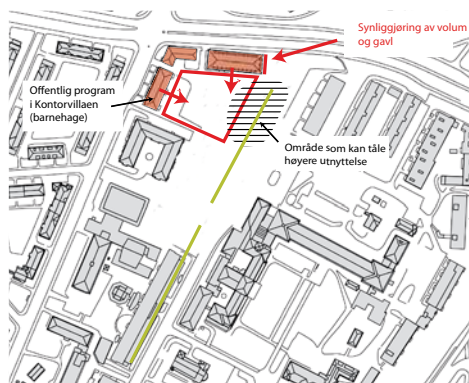 Synliggjøring av volum
og gavl
Offentlig program
i Kontorvillaen
(barnehage)
Område som kan tåle
høyere utnyttelse